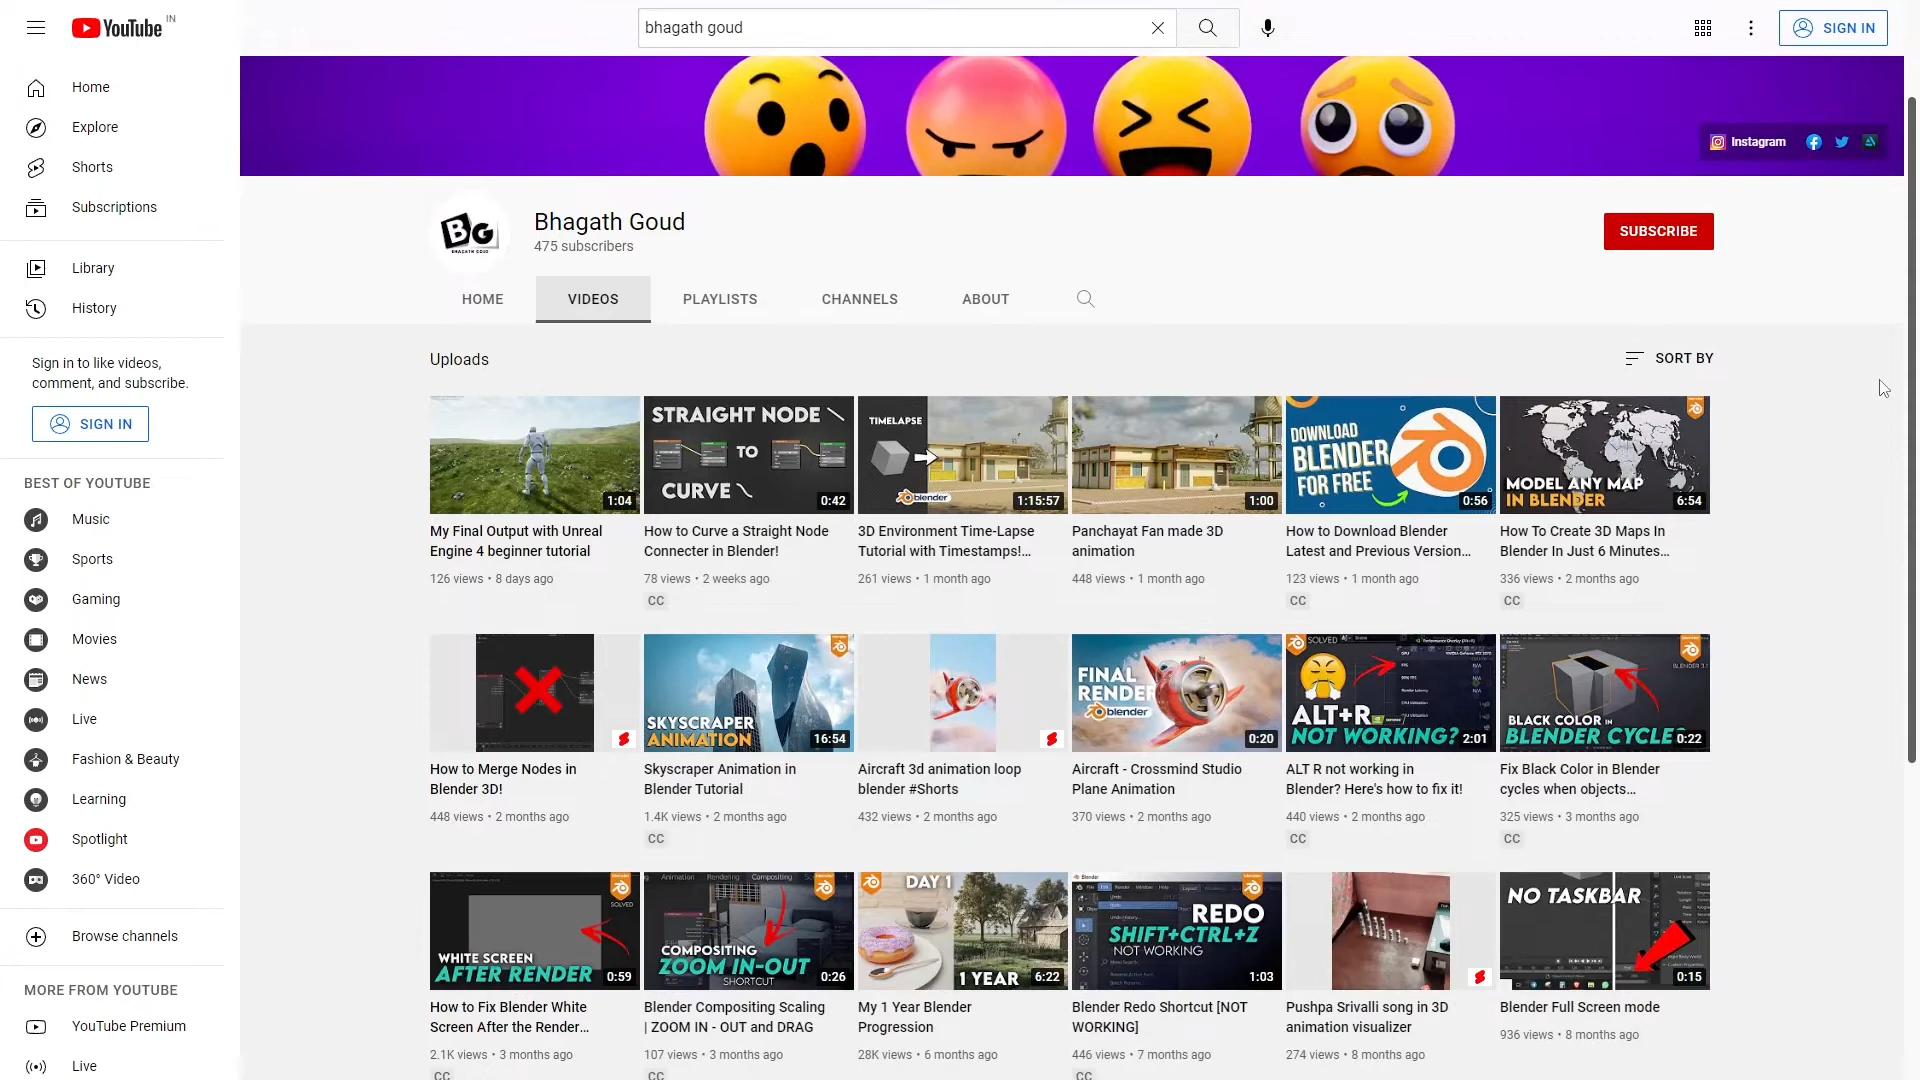 YouTube IN
bhagath goud
SIGN IN
Home
Explore
Shorts
Subscriptions
Library
History
Sign in to like videos,
comment, and subscribe.
SIGN IN
BEST OF YOUTUBE
Music
Sports
Gaming
Movies
News
Live
Fashion & Beauty
Learning
Spotlight
360° Video
Browse channels
MORE FROM YOUTUBE
YouTube Premium
Live
Instagram
BG
BHAGATH GOUD
Bhagath Goud
475 subscribers
SUBSCRIBE
HOME
VIDEOS
PLAYLISTS
CHANNELS
ABOUT
Uploads
SORT BY
1:04
My Final Output with Unreal
Engine 4 beginner tutorial
126 views • 8 days ago
STRAIGHT NODE
TO
CURVE
0:42
How to Curve a Straight Node
Connecter in Blender!
78 views • 2 weeks ago
CC
TIMELAPSE
blender
1:15:57
3D Environment Time-Lapse
Tutorial with Timestamps!...
261 views • 1 month ago
1:00
Panchayat Fan made 3D
animation
448 views • 1 month ago
DOWNLOAD
BLENDER
FOR FREE
0:56
How to Download Blender
Latest and Previous Version...
123 views • 1 month ago
CC
MODEL ANY MAP
IN BLENDER
6:54
How To Create 3D Maps In
Blender In Just 6 Minutes...
336 views • 2 months ago
CC
How to Merge Nodes in
Blender 3D!
448 views • 2 months ago
SKYSCRAPER
ANIMATION
16:54
Skyscraper Animation in
Blender Tutorial
1.4K views • 2 months ago
CC
Aircraft 3d animation loop
blender #Shorts
432 views • 2 months ago
FINAL
RENDER
blender
0:20
Aircraft - Crossmind Studio
Plane Animation
370 views • 2 months ago
SOLVED
ALT+R
NOT WORKING?
2:01
ALT R not working in
Blender? Here's how to fix it!
440 views • 2 months ago
CC
BLENDER 3.1
BLACK COLOR IN
BLENDER CYCLE
0:22
Fix Black Color in Blender
cycles when objects...
325 views • 3 months ago
CC
SOLVED
WHITE SCREEN
AFTER RENDER
0:59
How to Fix Blender White
Screen After the Render...
2.1K views • 3 months ago
CC
Animation Rendering Compositing
COMPOSITING
ZOOM IN-OUT
SHORTCUT
0:26
Blender Compositing Scaling
| ZOOM IN - OUT and DRAG
107 views • 3 months ago
CC
DAY 1
1 YEAR
6:22
My 1 Year Blender
Progression
28K views • 6 months ago
Blender
REDO
SHIFT+CTRL+Z
NOT WORKING
1:03
Blender Redo Shortcut [NOT
WORKING]
446 views • 7 months ago
CC
Pushpa Srivalli song in 3D
animation visualizer
274 views • 8 months ago
NO TASKBAR
0:15
Blender Full Screen mode
936 views • 8 months ago